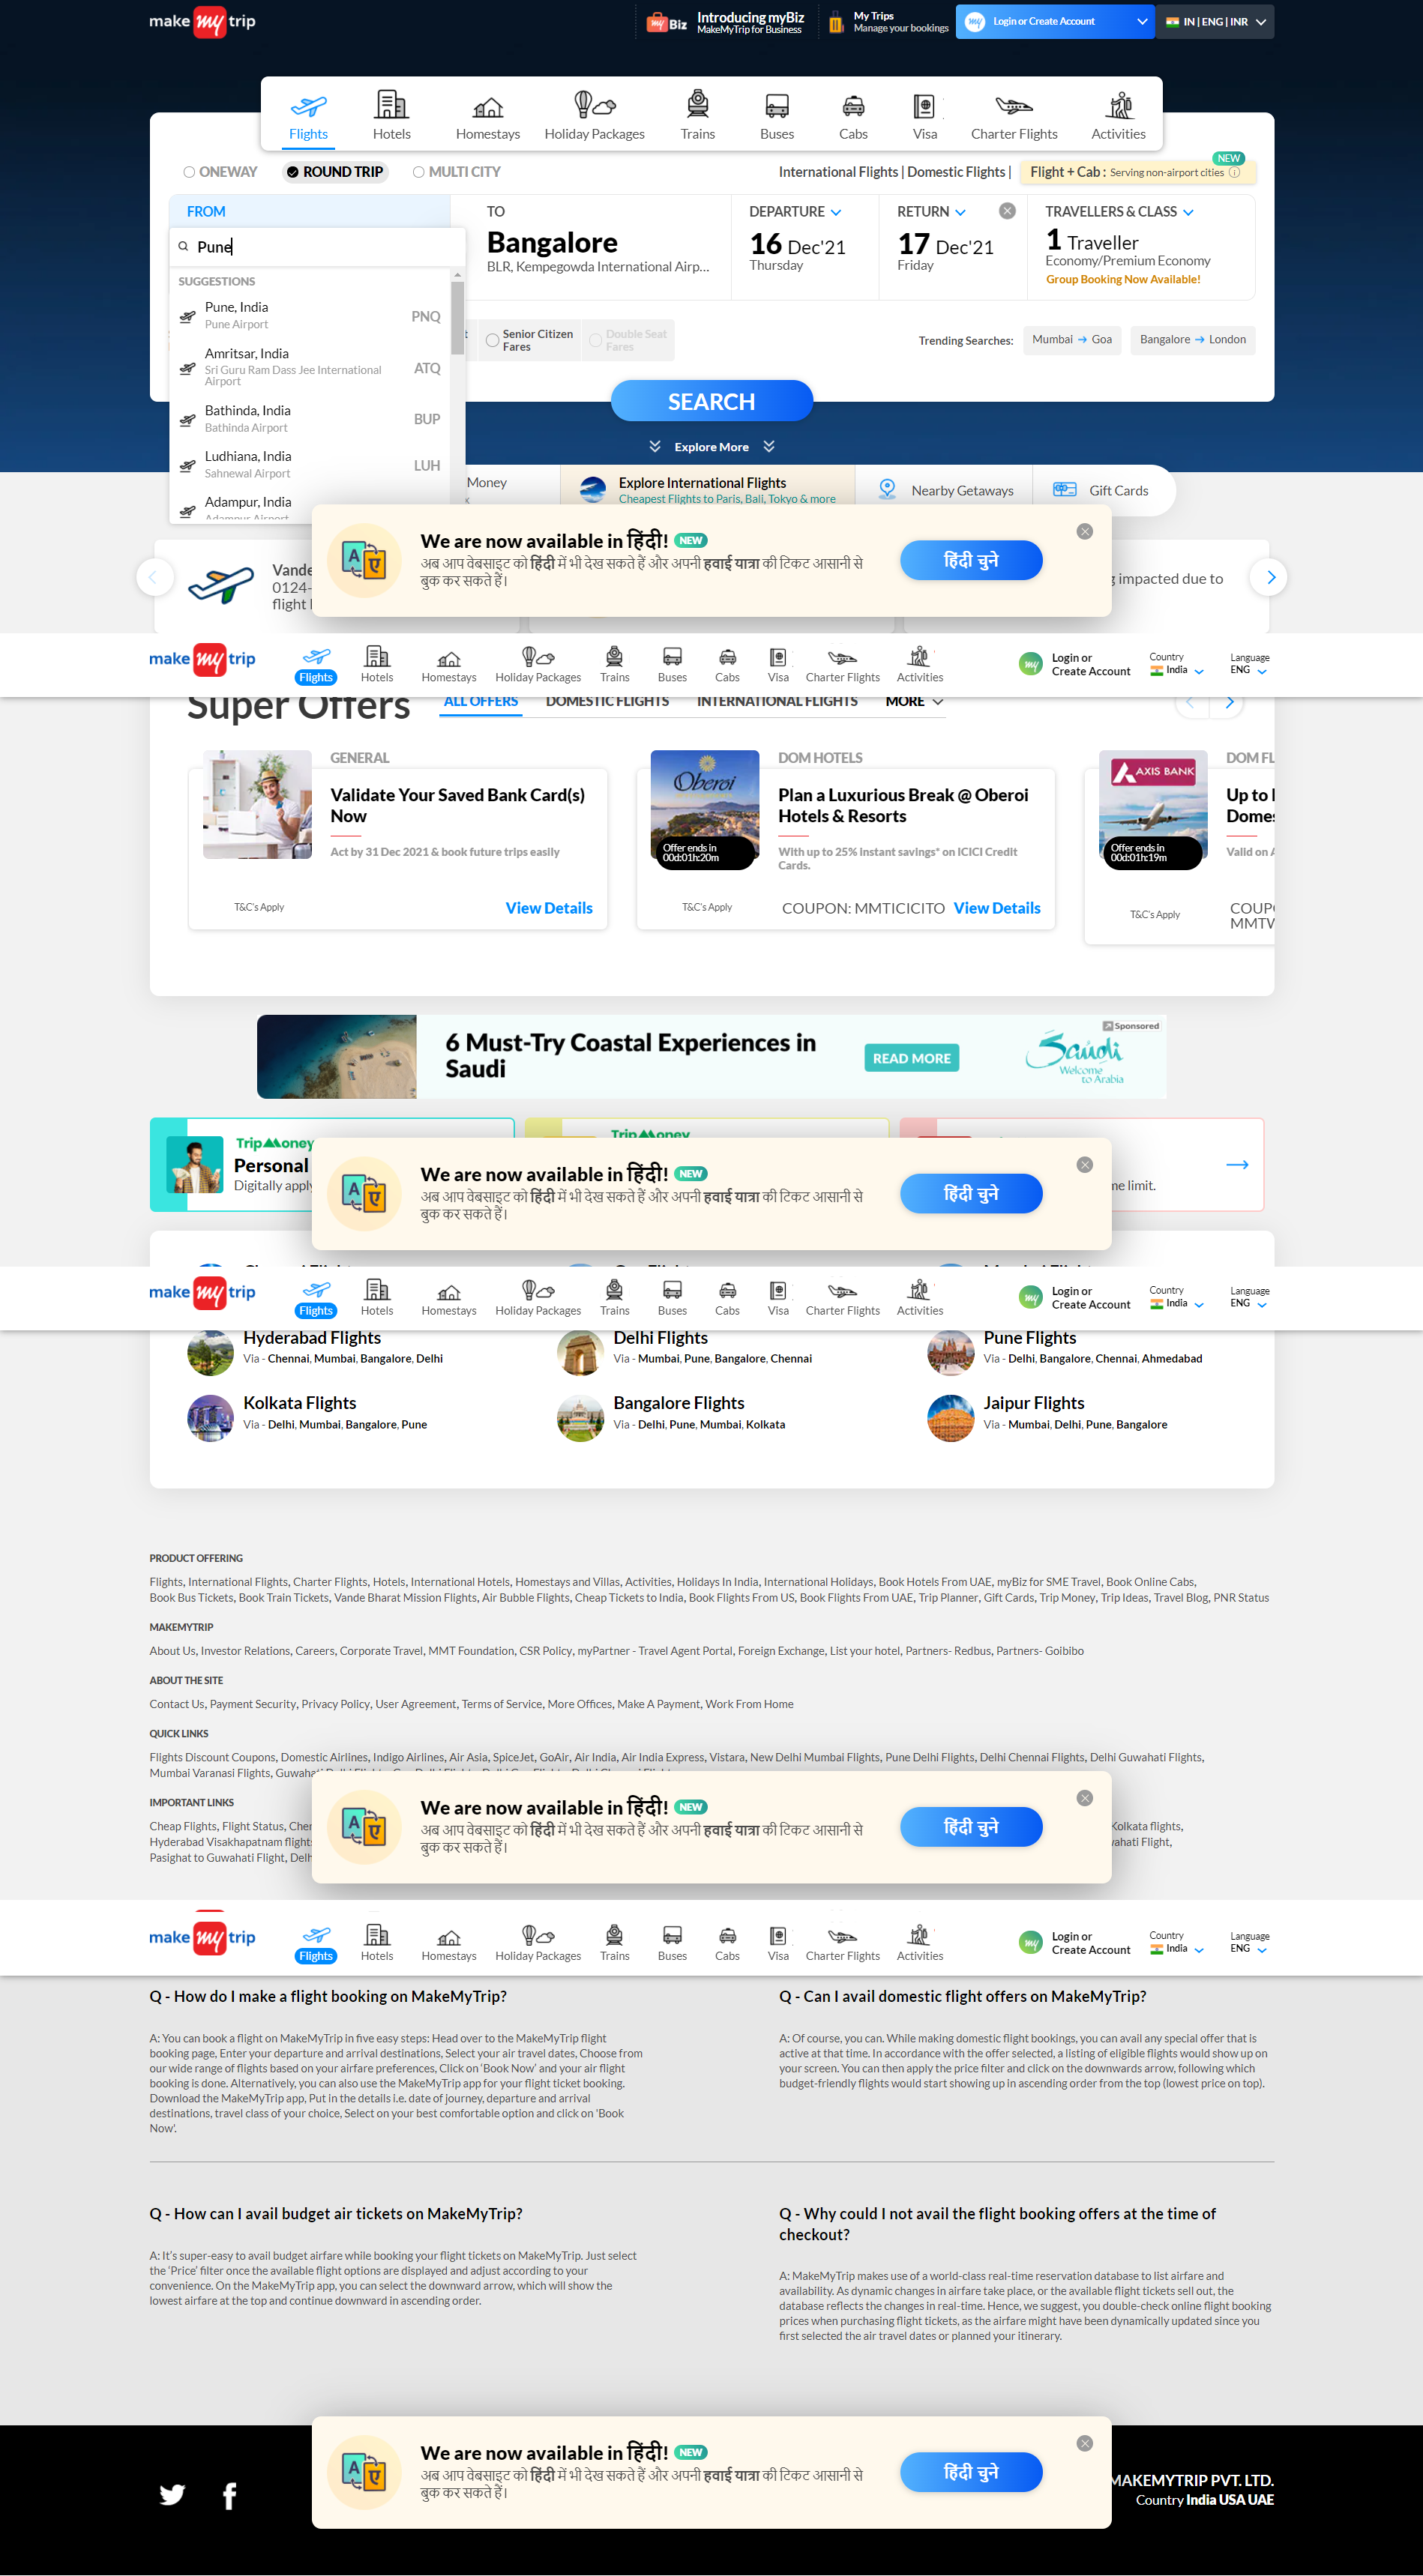 make my trip
my Biz
Introducing myBiz
MakeMyTrip for Business
My Trips
Manage your bookings
my Login or Create Account
IN | ENG | INR
Flights Hotels Homestays Holiday Packages Trains Buses Cabs Visa Charter Flights Activities
ONEWAY ROUND TRIP MULTI CITY
International Flights | Domestic Flights |
NEW
Flight + Cab : Serving non-airport cities
FROM
Pune
SUGGESTIONS
Pune, India
Pune Airport
PNQ
Amritsar, India
Sri Guru Ram Dass Jee International
Airport
ATQ
Bathinda, India
Bathinda Airport
BUP
Ludhiana, India
Sahnewal Airport
LUH
Adampur, India
Adampur Airport
TO
Bangalore
BLR, Kempegowda International Airp...
DEPARTURE
16 Dec'21
Thursday
RETURN
17 Dec'21
Friday
TRAVELLERS & CLASS
1 Traveller
Economy/Premium Economy
Group Booking Now Available!
Senior Citizen
Fares
Double Seat
Fares
Trending Searches:
Mumbai → Goa
Bangalore → London
SEARCH
Explore More
Money
Explore International Flights
Cheapest Flights to Paris, Bali, Tokyo & more
Nearby Getaways
Gift Cards
Vande
0124-
flight
We are now available in हिंदी! NEW
अब आप वेबसाइट को हिंदी में भी देख सकते हैं और अपनी हवाई यात्रा की टिकट आसानी से
बुक कर सकते हैं।
हिंदी चुने
impacted due to
make my trip
Flights Hotels Homestays Holiday Packages Trains Buses Cabs Visa Charter Flights Activities
my
Login or
Create Account
Country
India
Language
ENG
Super Offers
ALL OFFERS DOMESTIC FLIGHTS INTERNATIONAL FLIGHTS MORE
GENERAL
Validate Your Saved Bank Card(s)
Now
Act by 31 Dec 2021 & book future trips easily
T&C's Apply
View Details
DOM HOTELS
Oberoi
Offer ends in
00d:01h:20m
Plan a Luxurious Break @ Oberoi
Hotels & Resorts
With up to 25% instant savings* on ICICI Credit
Cards.
T&C's Apply
COUPON: MMTICICITO View Details
DOM FL
AXIS BANK
Offer ends in
00d:01h:19m
Up to
Domes
Valid on
T&C's Apply
COUP
MMTW
6 Must-Try Coastal Experiences in
Saudi
READ MORE
Sponsored
Saudi
Welcome
to Arabia
TripMoney
Personal
Digitally apply
TripMoney
me limit.
We are now available in हिंदी! NEW
अब आप वेबसाइट को हिंदी में भी देख सकते हैं और अपनी हवाई यात्रा की टिकट आसानी से
बुक कर सकते हैं।
हिंदी चुने
make my trip
Flights Hotels Homestays Holiday Packages Trains Buses Cabs Visa Charter Flights Activities
my
Login or
Create Account
Country
India
Language
ENG
Hyderabad Flights
Via - Chennai, Mumbai, Bangalore, Delhi
Delhi Flights
Via - Mumbai, Pune, Bangalore, Chennai
Pune Flights
Via - Delhi, Bangalore, Chennai, Ahmedabad
Kolkata Flights
Via - Delhi, Mumbai, Bangalore, Pune
Bangalore Flights
Via - Delhi, Pune, Mumbai, Kolkata
Jaipur Flights
Via - Mumbai, Delhi, Pune, Bangalore
PRODUCT OFFERING
Flights, International Flights, Charter Flights, Hotels, International Hotels, Homestays and Villas, Activities, Holidays In India, International Holidays, Book Hotels From UAE, myBiz for SME Travel, Book Online Cabs,
Book Bus Tickets, Book Train Tickets, Vande Bharat Mission Flights, Air Bubble Flights, Cheap Tickets to India, Book Flights From US, Book Flights From UAE, Trip Planner, Gift Cards, Trip Money, Trip Ideas, Travel Blog, PNR Status
MAKEMYTRIP
About Us, Investor Relations, Careers, Corporate Travel, MMT Foundation, CSR Policy, myPartner - Travel Agent Portal, Foreign Exchange, List your hotel, Partners- Redbus, Partners- Goibibo
ABOUT THE SITE
Contact Us, Payment Security, Privacy Policy, User Agreement, Terms of Service, More Offices, Make A Payment, Work From Home
QUICK LINKS
Flights Discount Coupons, Domestic Airlines, Indigo Airlines, Air Asia, SpiceJet, GoAir, Air India, Air India Express, Vistara, New Delhi Mumbai Flights, Pune Delhi Flights, Delhi Chennai Flights, Delhi Guwahati Flights,
Mumbai Varanasi Flights,
IMPORTANT LINKS
Cheap Flights, Flight Status, Kolkata flights,
Hyderabad Visakhapatnam flights
Pasighat to Guwahati Flight,
We are now available in हिंदी! NEW
अब आप वेबसाइट को हिंदी में भी देख सकते हैं और अपनी हवाई यात्रा की टिकट आसानी से
बुक कर सकते हैं।
हिंदी चुने
make my trip
Flights Hotels Homestays Holiday Packages Trains Buses Cabs Visa Charter Flights Activities
my
Login or
Create Account
Country
India
Language
ENG
Q - How do I make a flight booking on MakeMyTrip?
A: You can book a flight on MakeMyTrip in five easy steps: Head over to the MakeMyTrip flight
booking page, Enter your departure and arrival destinations, Select your air travel dates, Choose from
our wide range of flights based on your airfare preferences, Click on 'Book Now' and your air flight
booking is done. Alternatively, you can also use the MakeMyTrip app for your flight ticket booking.
Download the MakeMyTrip app, Put in the details i.e. date of journey, departure and arrival
destinations, travel class of your choice, Select on your best comfortable option and click on 'Book
Now'.
Q - Can I avail domestic flight offers on MakeMyTrip?
A: Of course, you can. While making domestic flight bookings, you can avail any special offer that is
active at that time. In accordance with the offer selected, a listing of eligible flights would show up on
your screen. You can then apply the price filter and click on the downwards arrow, following which
budget-friendly flights would start showing up in ascending order from the top (lowest price on top).
Q - How can I avail budget air tickets on MakeMyTrip?
A: It's super-easy to avail budget airfare while booking your flight tickets on MakeMyTrip. Just select
the 'Price' filter once the available flight options are displayed and adjust according to your
convenience. On the MakeMyTrip app, you can select the downward arrow, which will show the
lowest airfare at the top and continue downward in ascending order.
Q - Why could I not avail the flight booking offers at the time of
checkout?
A: MakeMyTrip makes use of a world-class real-time reservation database to list airfare and
availability. As dynamic changes in airfare take place, or the available flight tickets sell out, the
database reflects the changes in real-time. Hence, we suggest, you double-check online flight booking
prices when purchasing flight tickets, as the airfare might have been dynamically updated since you
first selected the air travel dates or planned your itinerary.
We are now available in हिंदी! NEW
अब आप वेबसाइट को हिंदी में भी देख सकते हैं और अपनी हवाई यात्रा की टिकट आसानी से
बुक कर सकते हैं।
हिंदी चुने
MAKEMYTRIP PVT. LTD.
Country India USA UAE